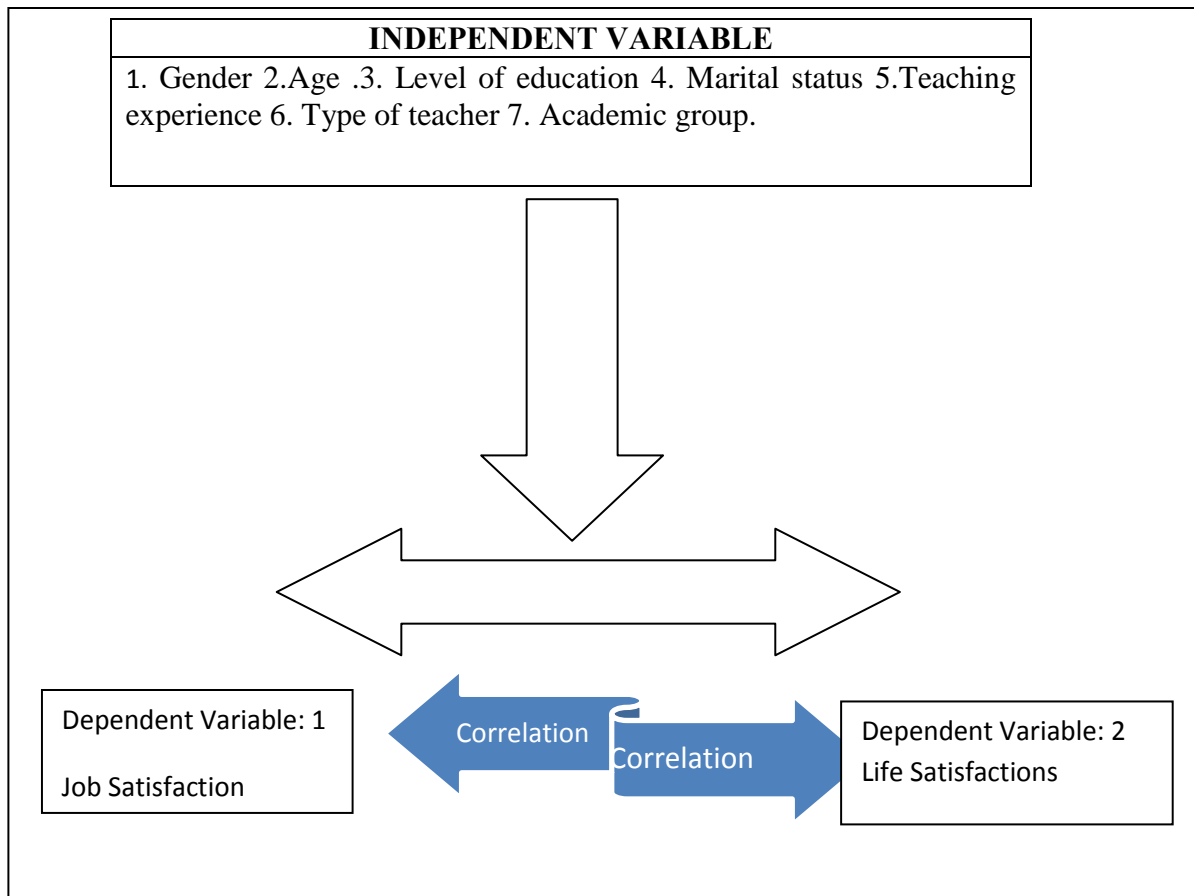 INDEPENDENT VARIABLE
1. Gender 2.Age .3. Level of education 4. Marital status 5.Teaching
experience 6. Type of teacher 7. Academic group.
Dependent Variable: 1
Job Satisfaction
Correlation
Correlation
Dependent Variable: 2
Life Satisfactions